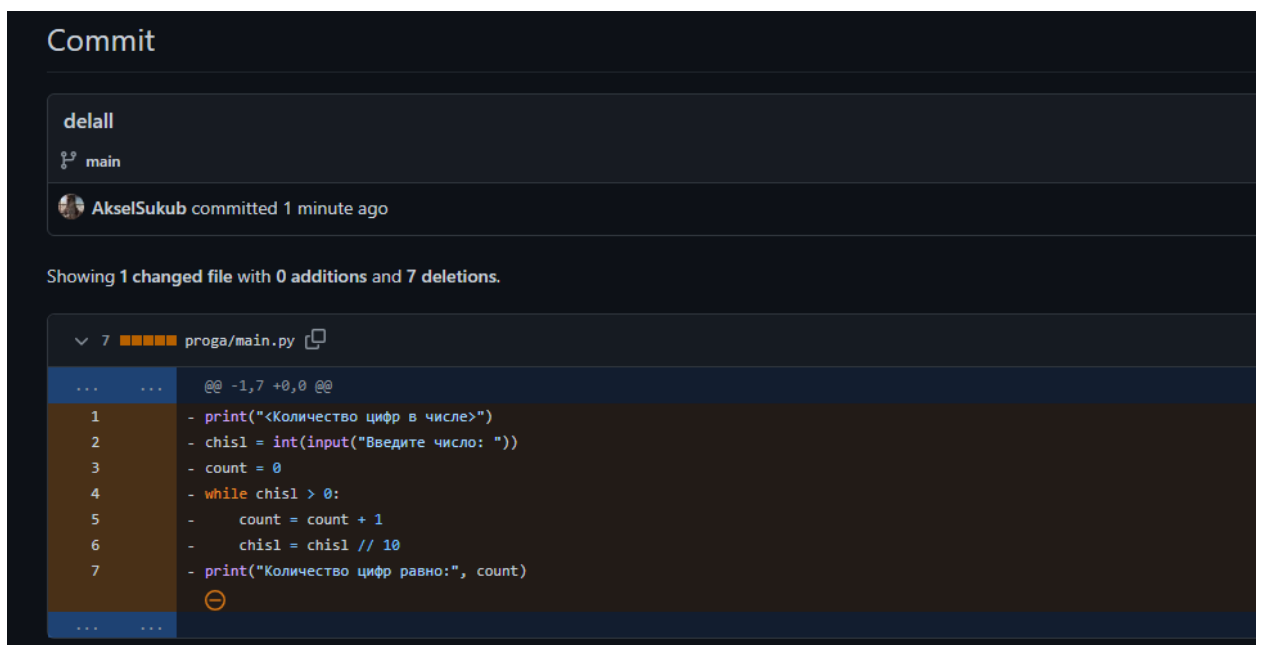 Commit
delall
main
AkselSukub committed 1 minute ago
Showing 1 changed file with 0 additions and 7 deletions.
7 proga/main.py
... ... @@ -1,7 +0,0 @@
1 - print("<Количество цифр в числе>")
2 - chisl = int(input("Введите число: "))
3 - count = 0
4 - while chisl > 0:
5 -     count = count + 1
6 -     chisl = chisl // 10
7 - print("Количество цифр равно:", count)
... ...